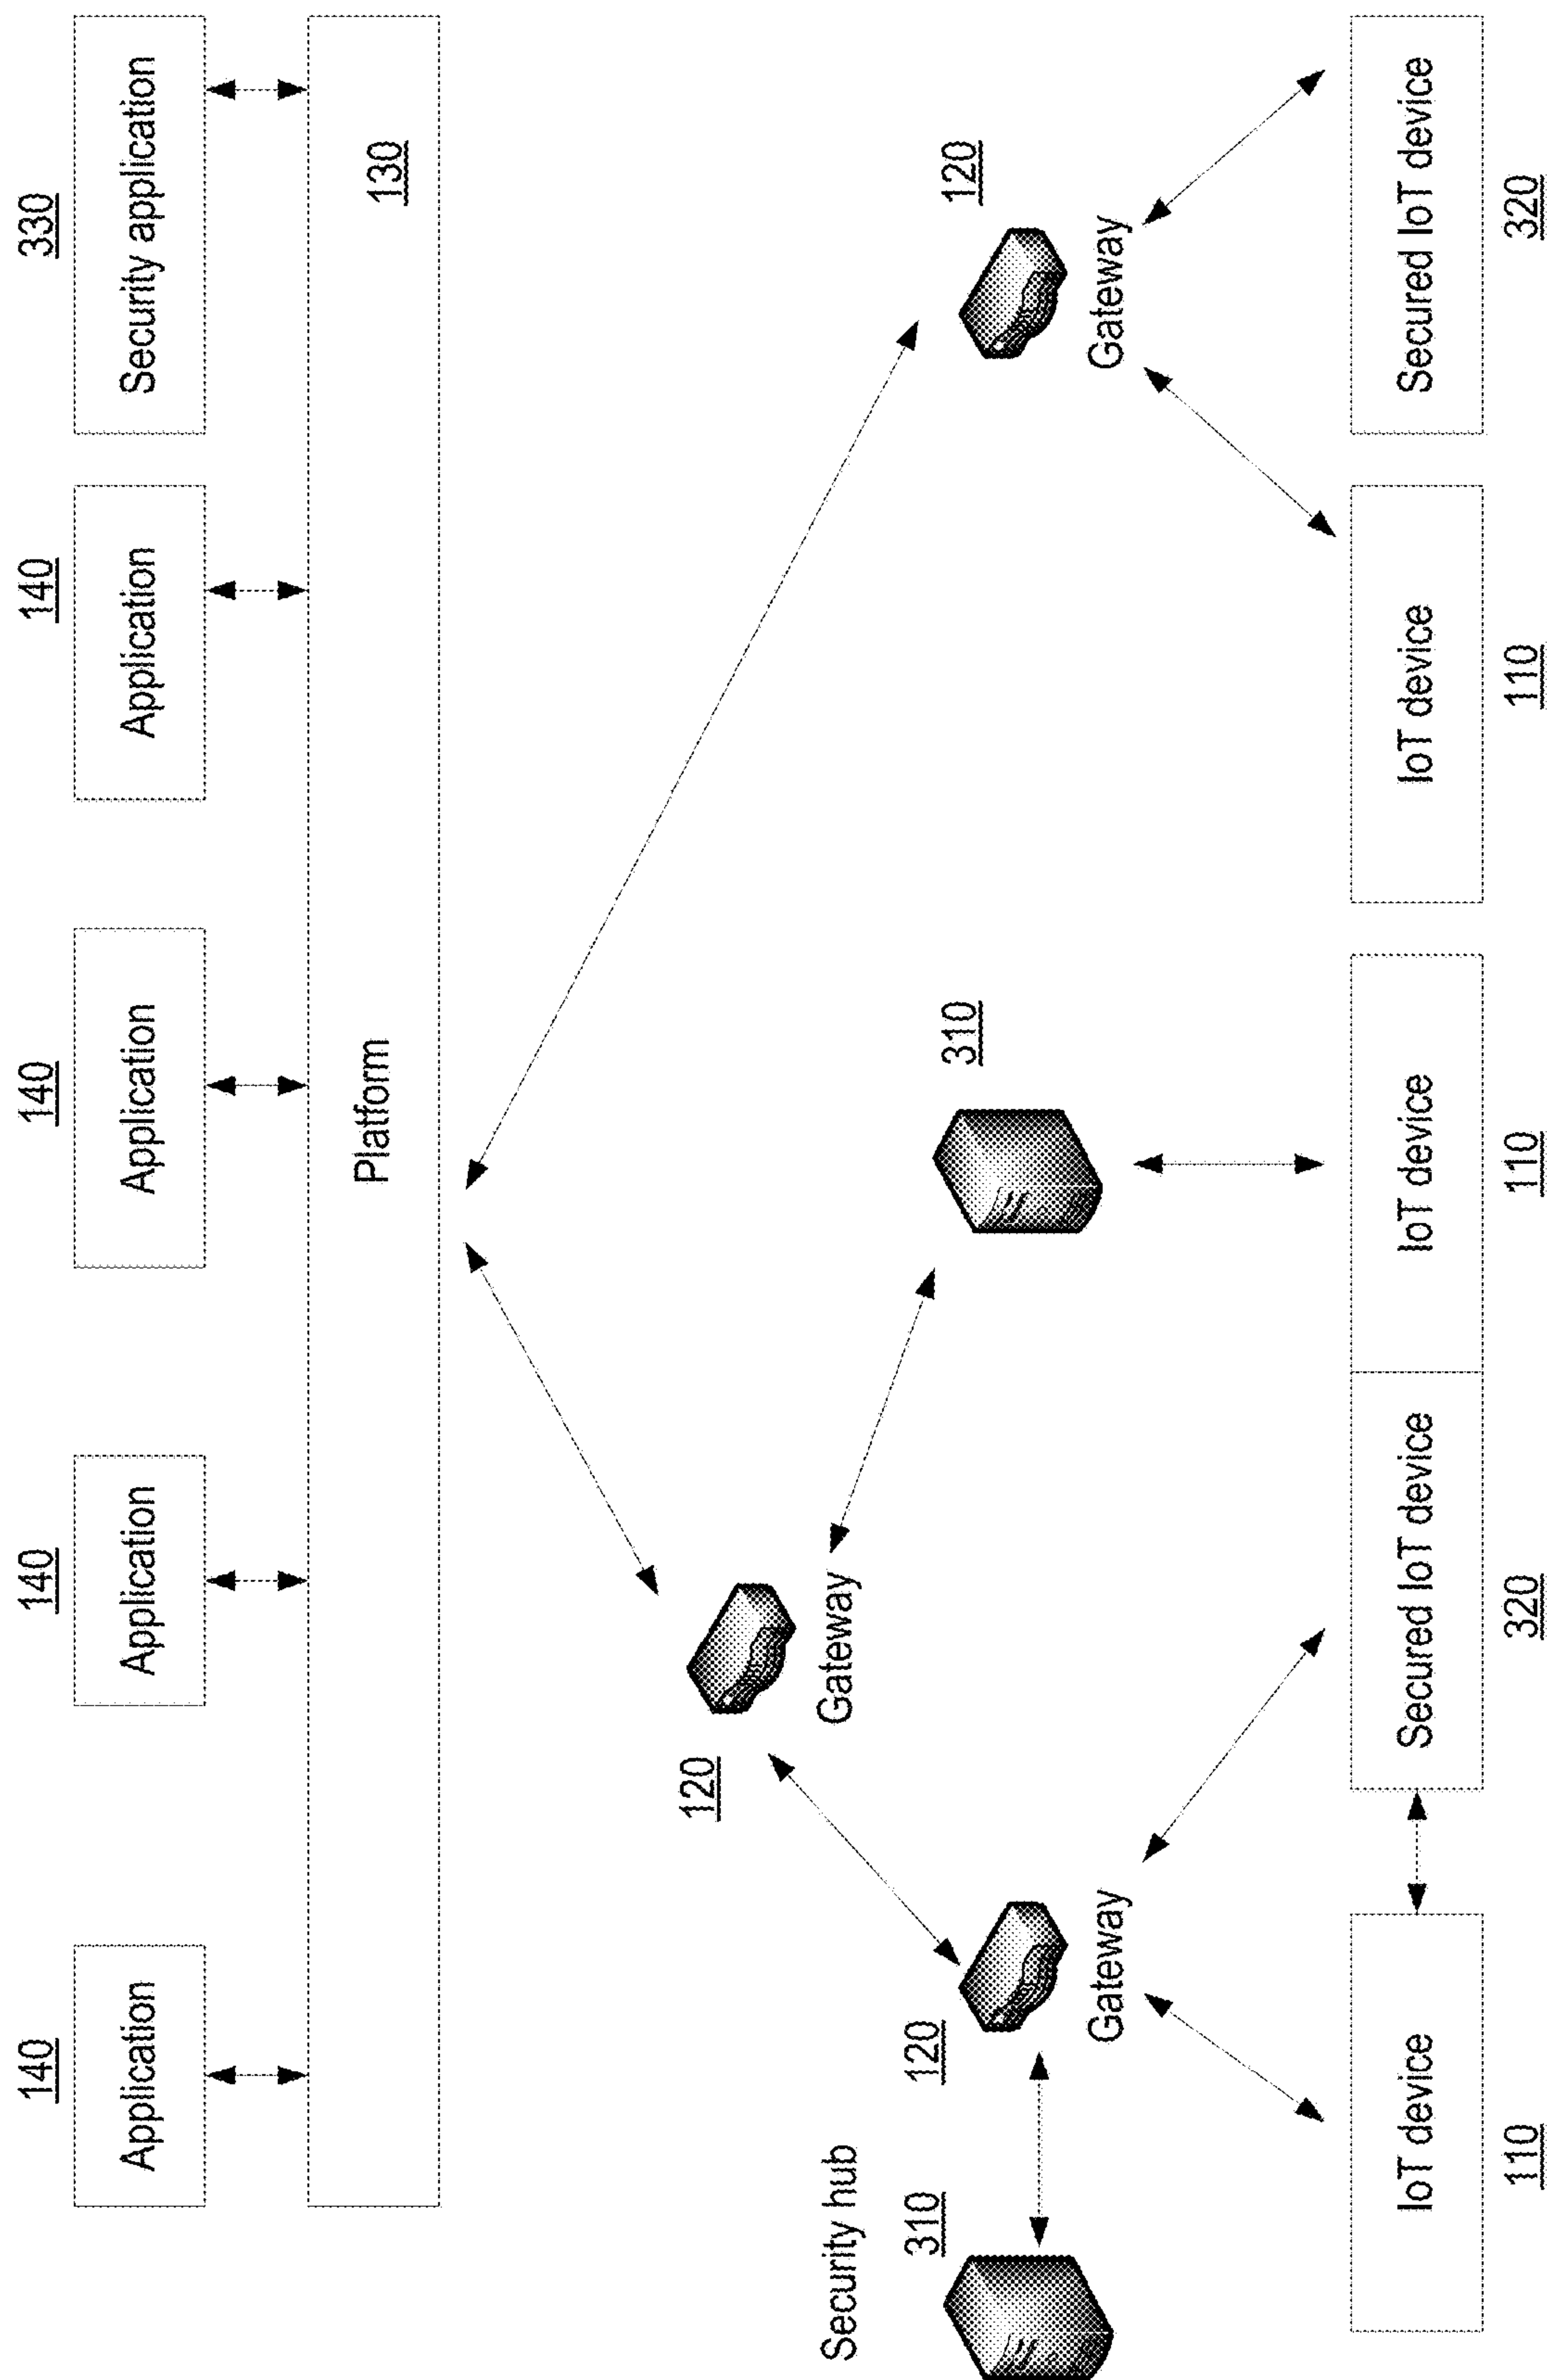 140
140
140
140
330
Application
Application
Application
Application
Security application
Platform
130
120
Gateway
Security hub
310
120
Gateway
310
120
Gateway
IoT device
Secured IoT device
IoT device
IoT device
Secured IoT device
110
320
110
110
320